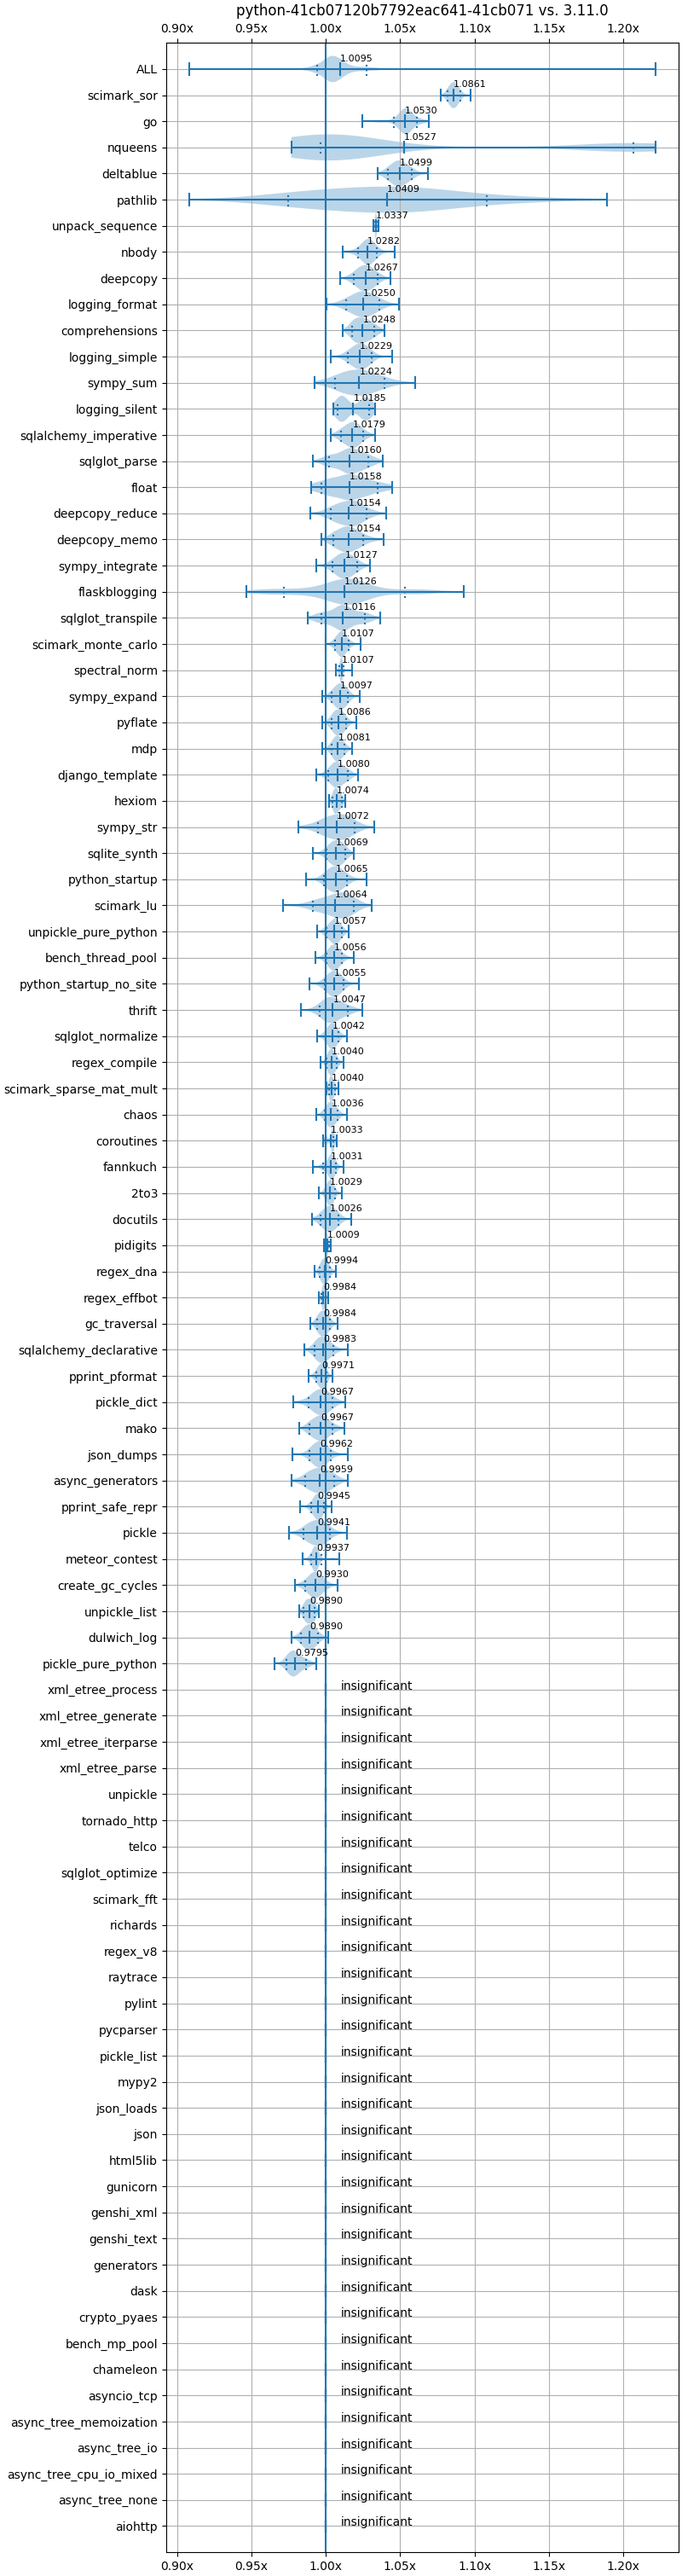 python-41cb07120b7792eac641-41cb071 vs. 3.11.0
0.90x 0.95x 1.00x 1.05x 1.10x 1.15x 1.20x
ALL 1.0095
scimark_sor 1.0861
go 1.0530
nqueens 1.0527
deltablue 1.0499
pathlib 1.0409
unpack_sequence 1.0337
nbody 1.0282
deepcopy 1.0267
logging_format 1.0250
comprehensions 1.0248
logging_simple 1.0229
sympy_sum 1.0224
logging_silent 1.0185
sqlalchemy_imperative 1.0179
sqlglot_parse 1.0160
float 1.0158
deepcopy_reduce 1.0154
deepcopy_memo 1.0154
sympy_integrate 1.0127
flaskblogging 1.0126
sqlglot_transpile 1.0116
scimark_monte_carlo 1.0107
spectral_norm 1.0107
sympy_expand 1.0097
pyflate 1.0086
mdp 1.0081
django_template 1.0080
hexiom 1.0074
sympy_str 1.0072
sqlite_synth 1.0069
python_startup 1.0065
scimark_lu 1.0064
unpickle_pure_python 1.0057
bench_thread_pool 1.0056
python_startup_no_site 1.0055
thrift 1.0047
sqlglot_normalize 1.0042
regex_compile 1.0040
scimark_sparse_mat_mult 1.0040
chaos 1.0036
coroutines 1.0033
fannkuch 1.0031
2to3 1.0029
docutils 1.0026
pidigits 1.0009
regex_dna 0.9994
regex_effbot 0.9984
gc_traversal 0.9984
sqlalchemy_declarative 0.9983
pprint_pformat 0.9971
pickle_dict 0.9967
mako 0.9967
json_dumps 0.9962
async_generators 0.9959
pprint_safe_repr 0.9945
pickle 0.9941
meteor_contest 0.9937
create_gc_cycles 0.9930
unpickle_list 0.9890
dulwich_log 0.9890
pickle_pure_python 0.9795
xml_etree_process insignificant
xml_etree_generate insignificant
xml_etree_iterparse insignificant
xml_etree_parse insignificant
unpickle insignificant
tornado_http insignificant
telco insignificant
sqlglot_optimize insignificant
scimark_fft insignificant
richards insignificant
regex_v8 insignificant
raytrace insignificant
pylint insignificant
pycparser insignificant
pickle_list insignificant
mypy2 insignificant
json_loads insignificant
json insignificant
html5lib insignificant
gunicorn insignificant
genshi_xml insignificant
genshi_text insignificant
generators insignificant
dask insignificant
crypto_pyaes insignificant
bench_mp_pool insignificant
chameleon insignificant
asyncio_tcp insignificant
async_tree_memoization insignificant
async_tree_io insignificant
async_tree_cpu_io_mixed insignificant
async_tree_none insignificant
aiohttp insignificant
0.90x 0.95x 1.00x 1.05x 1.10x 1.15x 1.20x